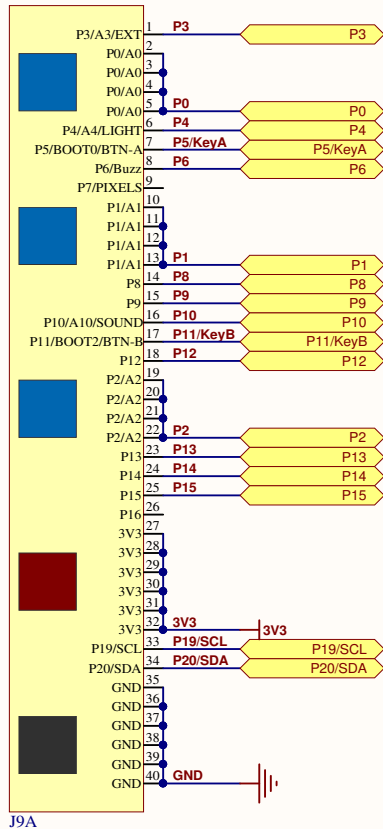 P3/A3/EXT 1 P3 P3
P0/A0 2
P0/A0 3
P0/A0 4
P0/A0 5 P0 P0
P4/A4/LIGHT 6 P4 P4
P5/BOOT0/BTN-A 7 P5/KeyA P5/KeyA
P6/Buzz 8 P6 P6
P7/PIXELS 9
P1/A1 10
P1/A1 11
P1/A1 12
P1/A1 13 P1 P1
P8 14 P8 P8
P9 15 P9 P9
P10/A10/SOUND 16 P10 P10
P11/BOOT2/BTN-B 17 P11/KeyB P11/KeyB
P12 18 P12 P12
P2/A2 19
P2/A2 20
P2/A2 21
P2/A2 22 P2 P2
P13 23 P13 P13
P14 24 P14 P14
P15 25 P15 P15
P16 26
3V3 27
3V3 28
3V3 29
3V3 30
3V3 31
3V3 32 3V3 3V3
P19/SCL 33 P19/SCL P19/SCL
P20/SDA 34 P20/SDA P20/SDA
GND 35
GND 36
GND 37
GND 38
GND 39
GND 40 GND
J9A